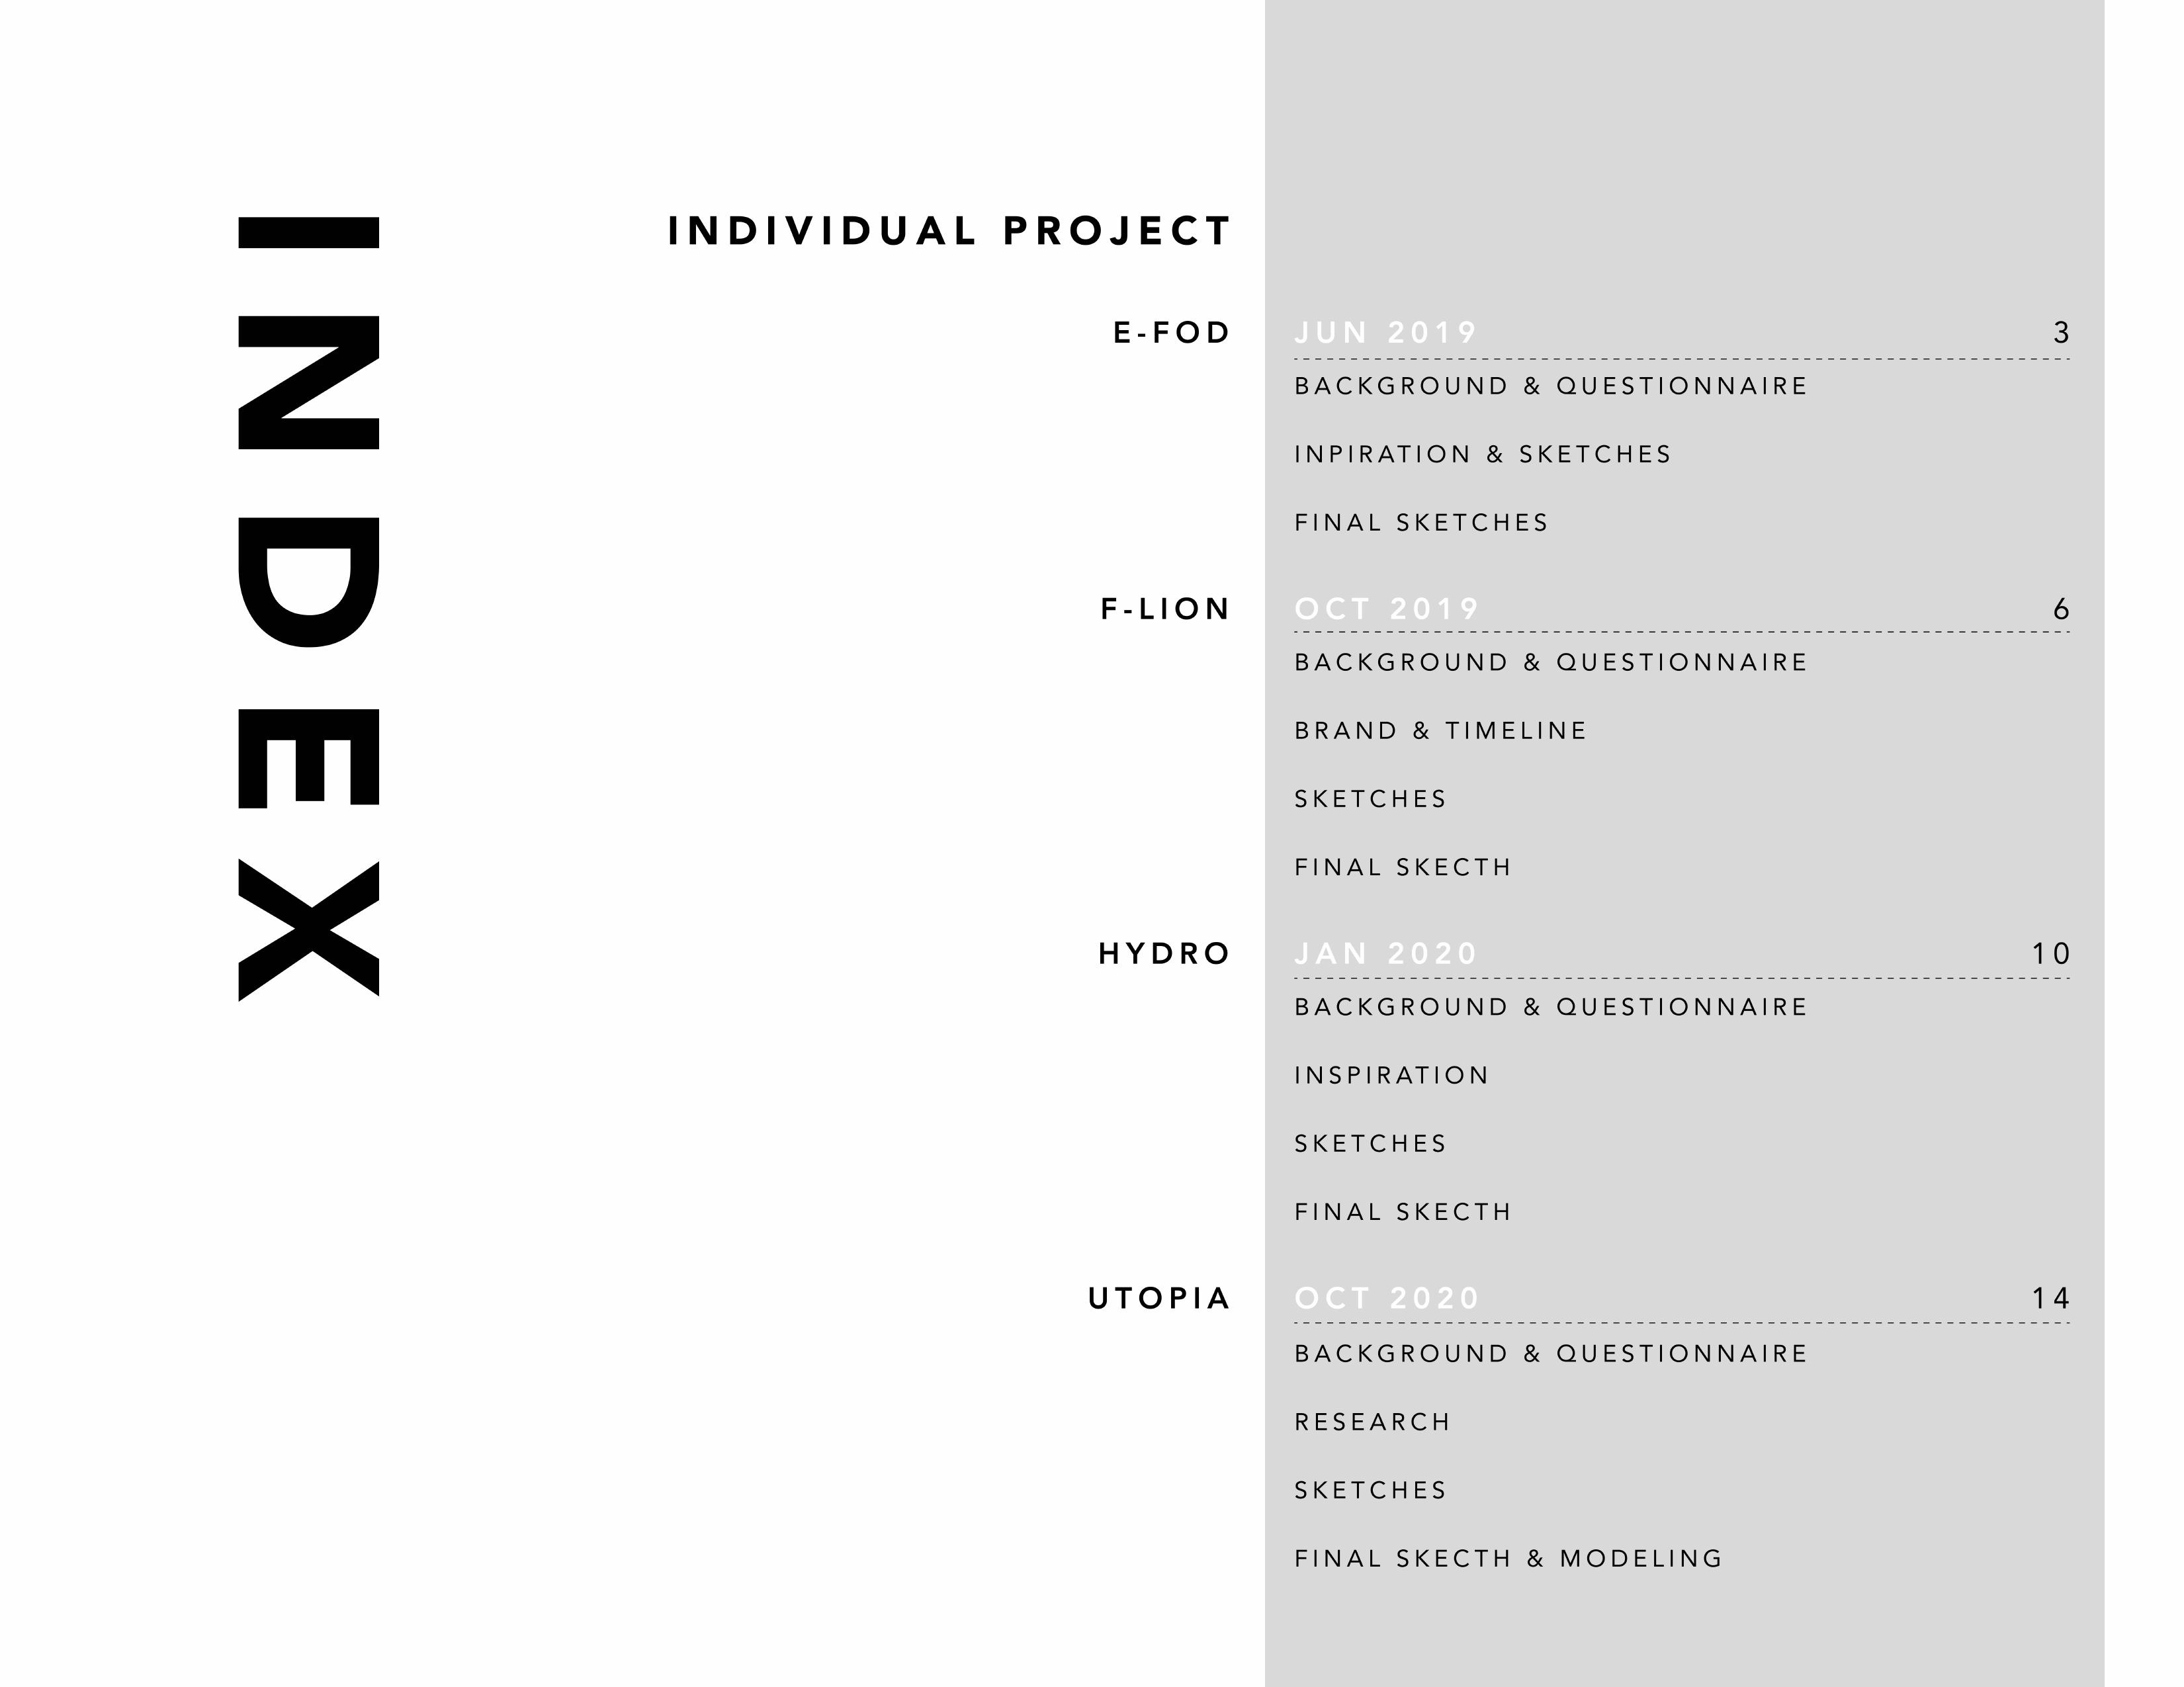 INDEX
INDIVIDUAL PROJECT
E-FOD JUN 2019 3
BACKGROUND & QUESTIONNAIRE
INPIRATION & SKETCHES
FINAL SKETCHES
F-LION OCT 2019 6
BACKGROUND & QUESTIONNAIRE
BRAND & TIMELINE
SKETCHES
FINAL SKECTH
HYDRO JAN 2020 10
BACKGROUND & QUESTIONNAIRE
INSPIRATION
SKETCHES
FINAL SKECTH
UTOPIA OCT 2020 14
BACKGROUND & QUESTIONNAIRE
RESEARCH
SKETCHES
FINAL SKECTH & MODELING